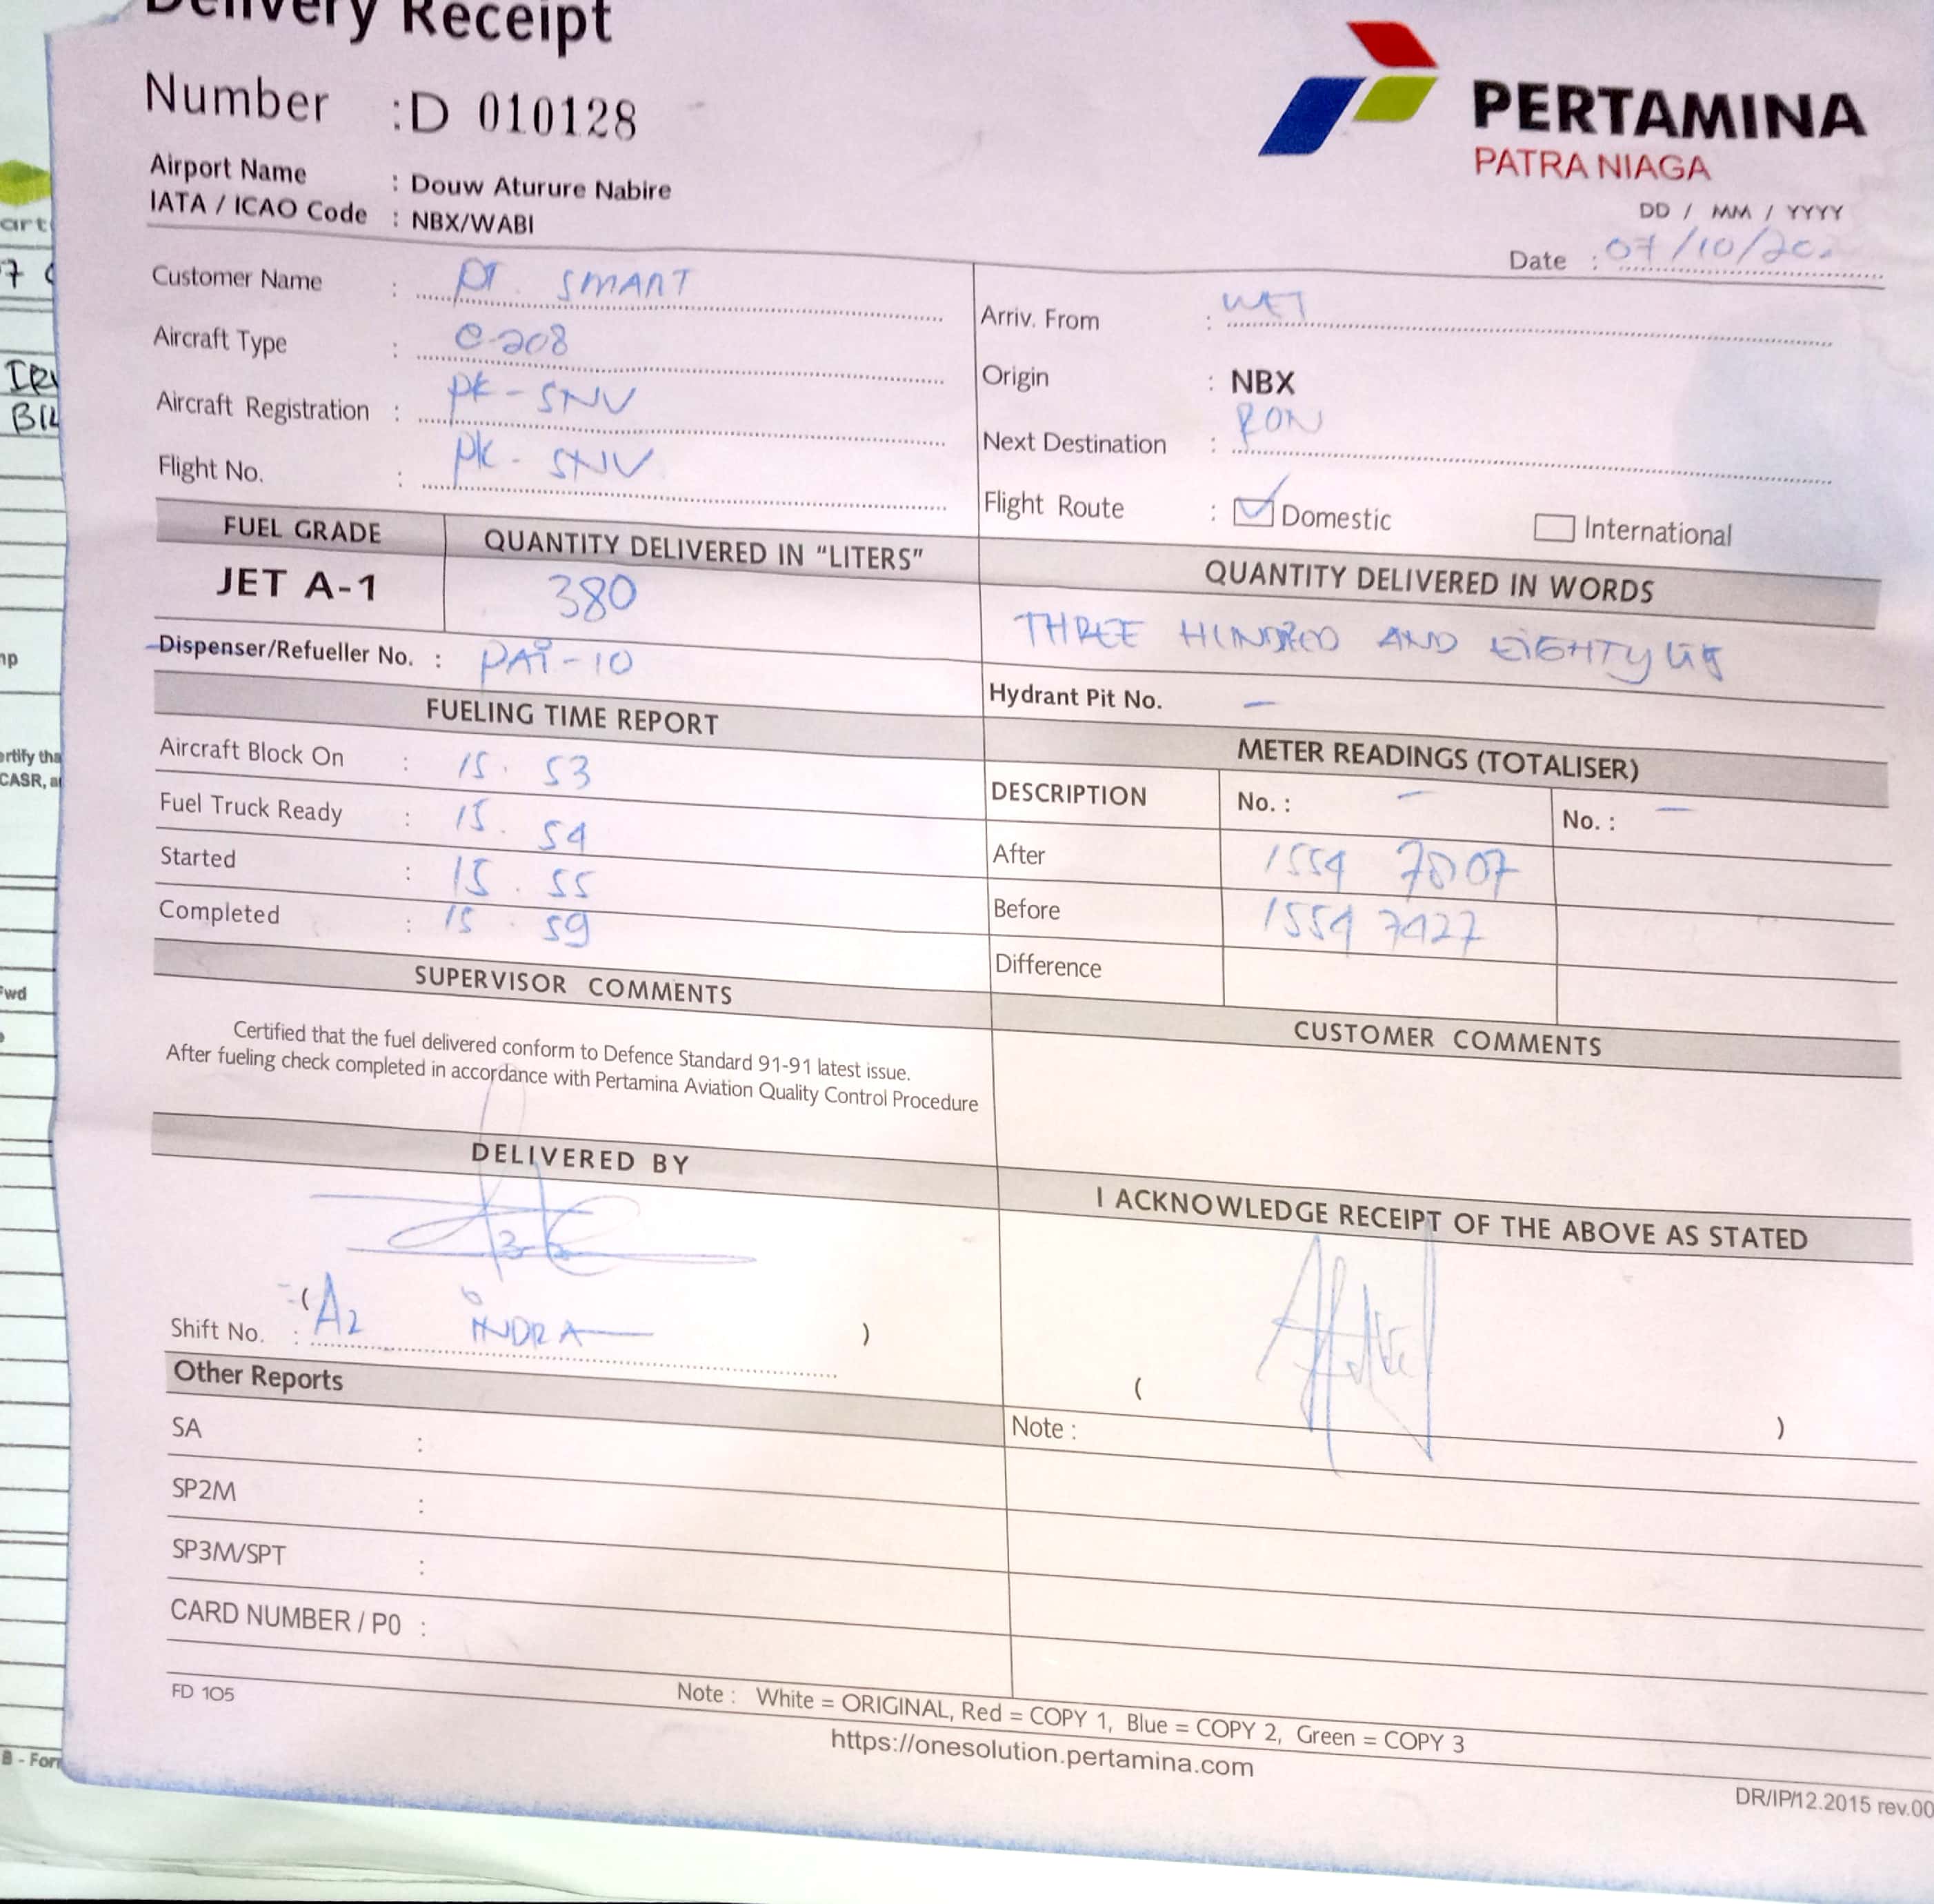 Delivery Receipt
Number : D 010128
PERTAMINA
PATRA NIAGA
Airport Name : Douw Aturure Nabire
IATA / ICAO Code : NBX/WABI
DD / MM / YYYY
Date : 07/10/202
Customer Name : PT. SMART
Aircraft Type : C-208
Aircraft Registration : PK-SNV
Flight No. : PK-SNV
Arriv. From :
Origin : NBX
Next Destination : RON
Flight Route : Domestic International
FUEL GRADE QUANTITY DELIVERED IN "LITERS" QUANTITY DELIVERED IN WORDS
JET A-1 380 THREE HUNDRED AND EIGHTY
Dispenser/Refueller No. : PAI-10
Hydrant Pit No. -
FUELING TIME REPORT
Aircraft Block On : 15. 53
Fuel Truck Ready : 15. 54
Started : 15. 55
Completed : 15. 59
METER READINGS (TOTALISER)
DESCRIPTION No. : - No. : -
After 1554
Before 1554 7427
Difference
SUPERVISOR COMMENTS
Certified that the fuel delivered conform to Defence Standard 91-91 latest issue.
After fueling check completed in accordance with Pertamina Aviation Quality Control Procedure
CUSTOMER COMMENTS
DELIVERED BY
I ACKNOWLEDGE RECEIPT OF THE ABOVE AS STATED
Shift No. : ( A2 INDRA )
( )
Other Reports
Note :
SA :
SP2M :
SP3M/SPT :
CARD NUMBER / P0 :
FD 105
Note : White = ORIGINAL, Red = COPY 1, Blue = COPY 2, Green = COPY 3
https://onesolution.pertamina.com
DR/IP/12.2015 rev.00